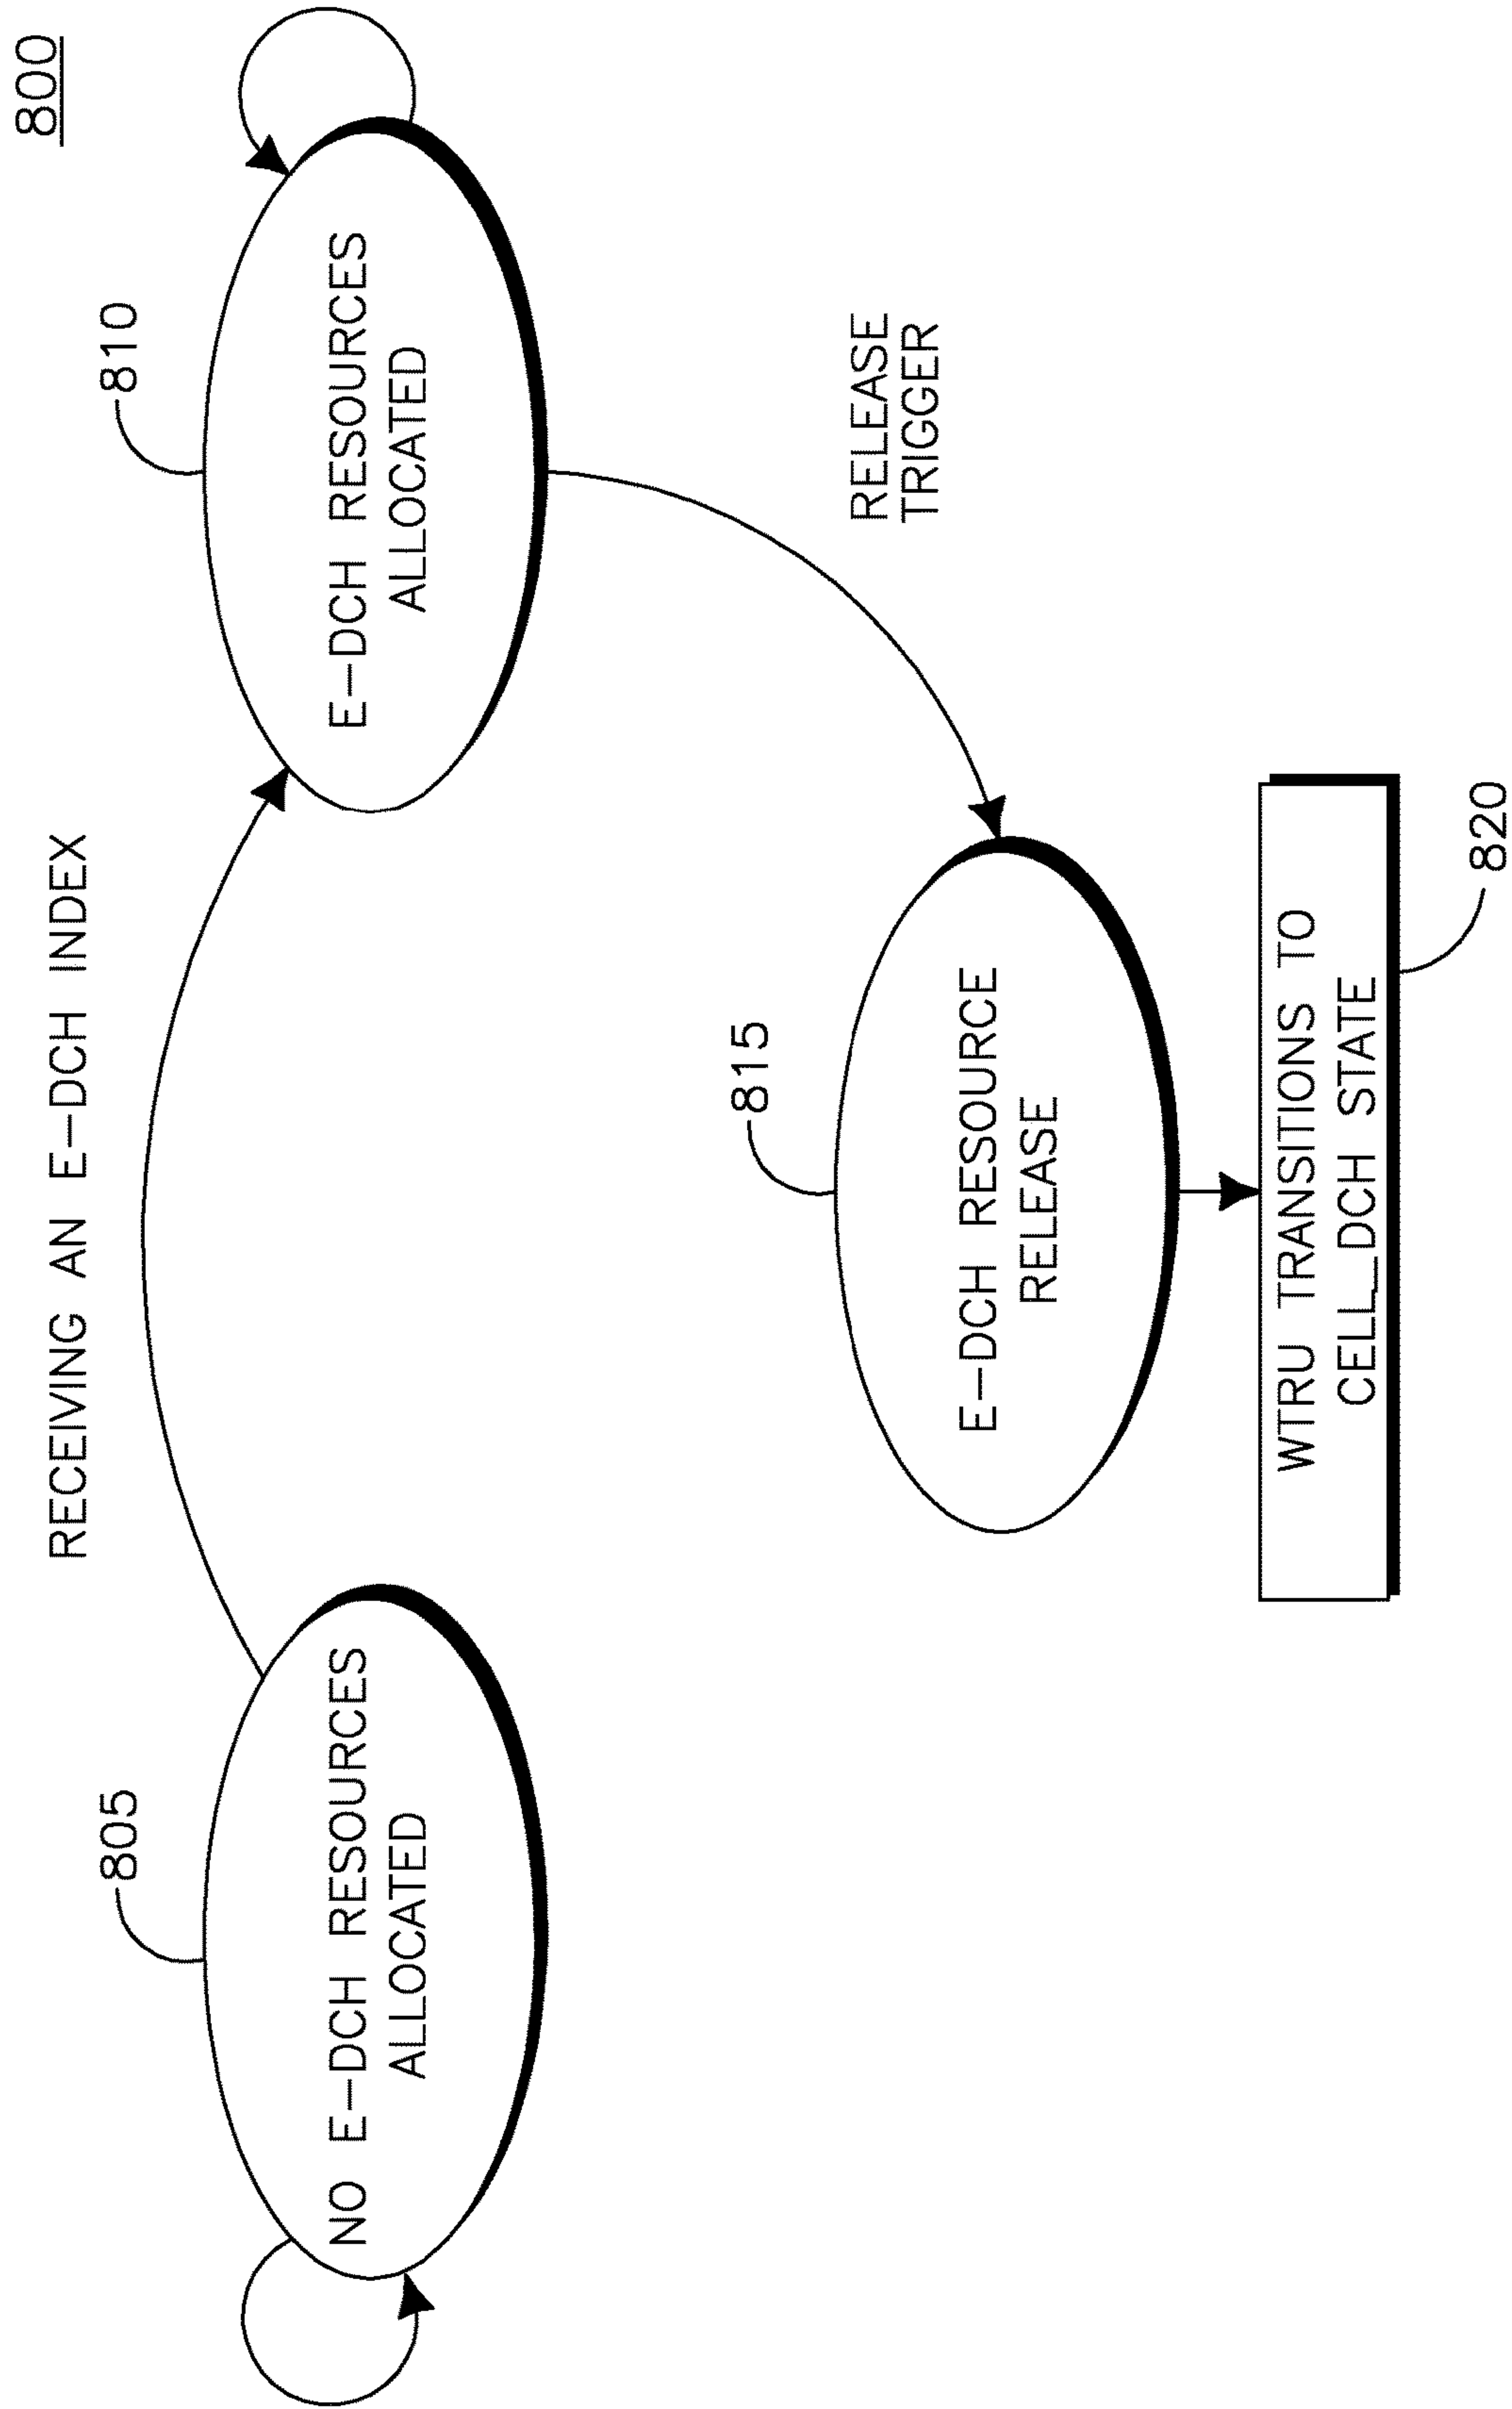 800
RECEIVING AN E-DCH INDEX
805
810
NO E-DCH RESOURCES
ALLOCATED
E-DCH RESOURCES
ALLOCATED
RELEASE
TRIGGER
815
E-DCH RESOURCE
RELEASE
WTRU TRANSITIONS TO
CELL_DCH STATE
820